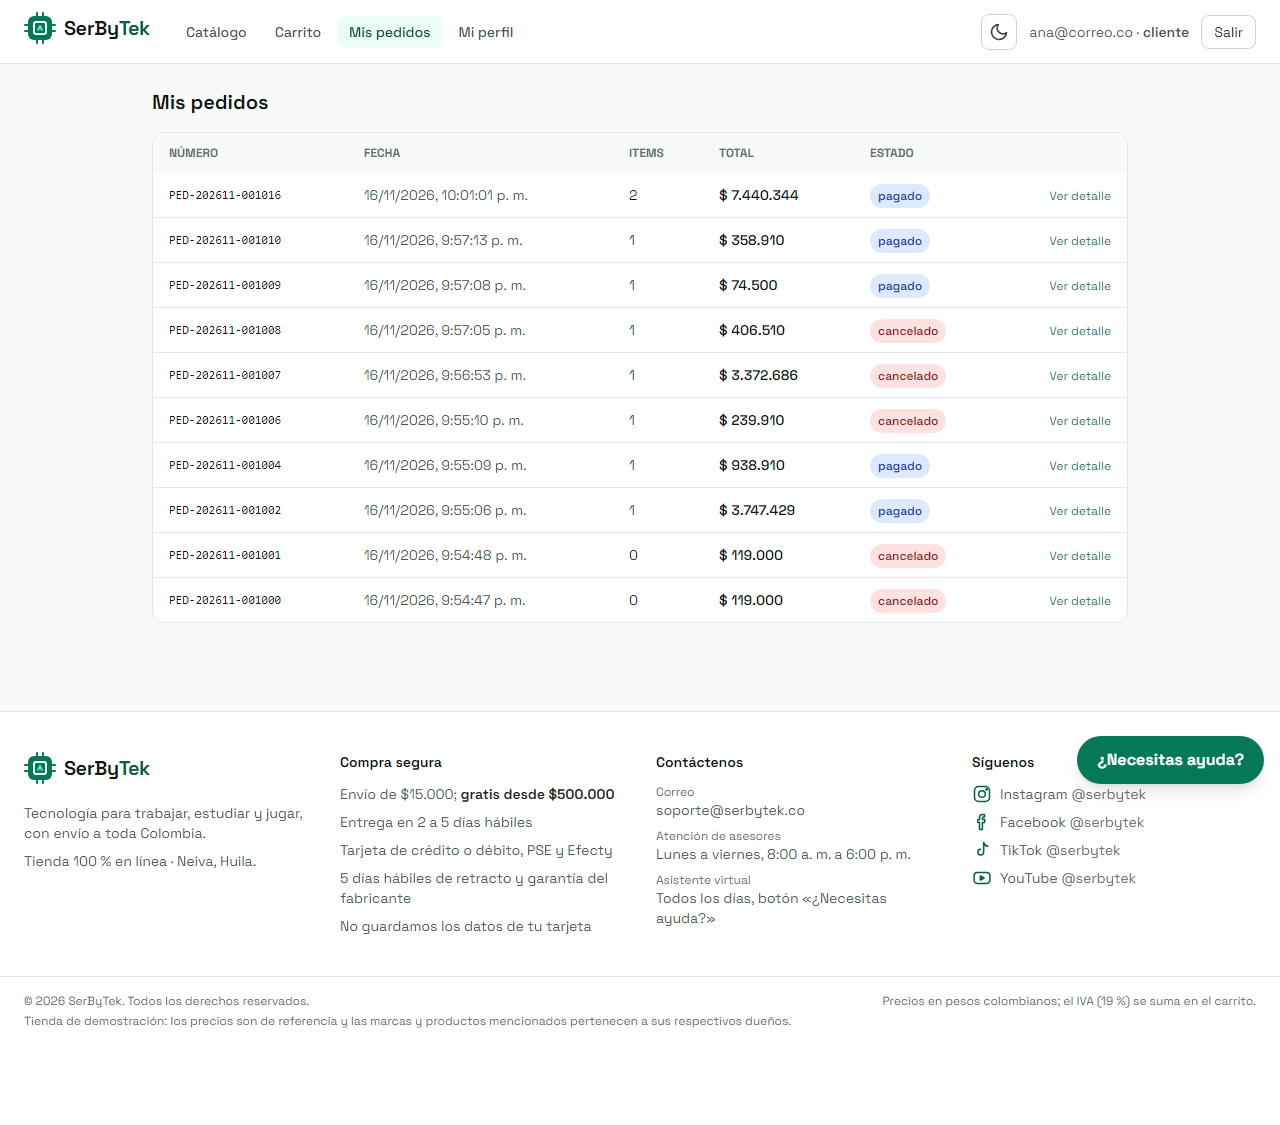 SerByTek Catálogo Carrito Mis pedidos Mi perfil ana@correo.co · cliente Salir
Mis pedidos
NÚMERO FECHA ITEMS TOTAL ESTADO
PED-202611-001016 16/11/2026, 10:01:01 p. m. 2 $ 7.440.344 pagado Ver detalle
PED-202611-001010 16/11/2026, 9:57:13 p. m. 1 $ 358.910 pagado Ver detalle
PED-202611-001009 16/11/2026, 9:57:08 p. m. 1 $ 74.500 pagado Ver detalle
PED-202611-001008 16/11/2026, 9:57:05 p. m. 1 $ 406.510 cancelado Ver detalle
PED-202611-001007 16/11/2026, 9:56:53 p. m. 1 $ 3.372.686 cancelado Ver detalle
PED-202611-001006 16/11/2026, 9:55:10 p. m. 1 $ 239.910 cancelado Ver detalle
PED-202611-001004 16/11/2026, 9:55:09 p. m. 1 $ 938.910 pagado Ver detalle
PED-202611-001002 16/11/2026, 9:55:06 p. m. 1 $ 3.747.429 pagado Ver detalle
PED-202611-001001 16/11/2026, 9:54:48 p. m. 0 $ 119.000 cancelado Ver detalle
PED-202611-001000 16/11/2026, 9:54:47 p. m. 0 $ 119.000 cancelado Ver detalle
SerByTek
Tecnología para trabajar, estudiar y jugar,
con envío a toda Colombia.
Tienda 100 % en línea · Neiva, Huila.
Compra segura
Envío de $15.000; gratis desde $500.000
Entrega en 2 a 5 días hábiles
Tarjeta de crédito o débito, PSE y Efecty
5 días hábiles de retracto y garantía del
fabricante
No guardamos los datos de tu tarjeta
Contáctenos
Correo
soporte@serbytek.co
Atención de asesores
Lunes a viernes, 8:00 a. m. a 6:00 p. m.
Asistente virtual
Todos los días, botón «¿Necesitas
ayuda?»
Síguenos
Instagram @serbytek
Facebook @serbytek
TikTok @serbytek
YouTube @serbytek
¿Necesitas ayuda?
© 2026 SerByTek. Todos los derechos reservados. Precios en pesos colombianos; el IVA (19 %) se suma en el carrito.
Tienda de demostración: los precios son de referencia y las marcas y productos mencionados pertenecen a sus respectivos dueños.